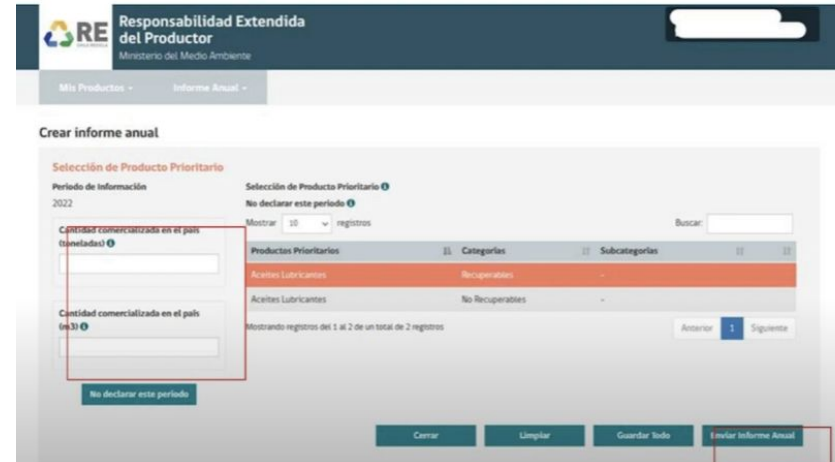 RE
CHILE RECICLA
Responsabilidad Extendida
del Productor
Ministerio del Medio Ambiente
Mis Productos
Informe Anual
Crear informe anual
Selección de Producto Prioritario
Periodo de Información
2022
Cantidad comercializada en el país
(toneladas)
Cantidad comercializada en el país
(m3)
No declarar este periodo
Selección de Producto Prioritario
No declarar este periodo
Mostrar 10 registros
Buscar:
Productos Prioritarios Categorías Subcategorías
Aceites Lubricantes Recuperables -
Aceites Lubricantes No Recuperables -
Mostrando registros del 1 al 2 de un total de 2 registros
Anterior 1 Siguiente
Cerrar Limpiar Guardar Todo Enviar Informe Anual